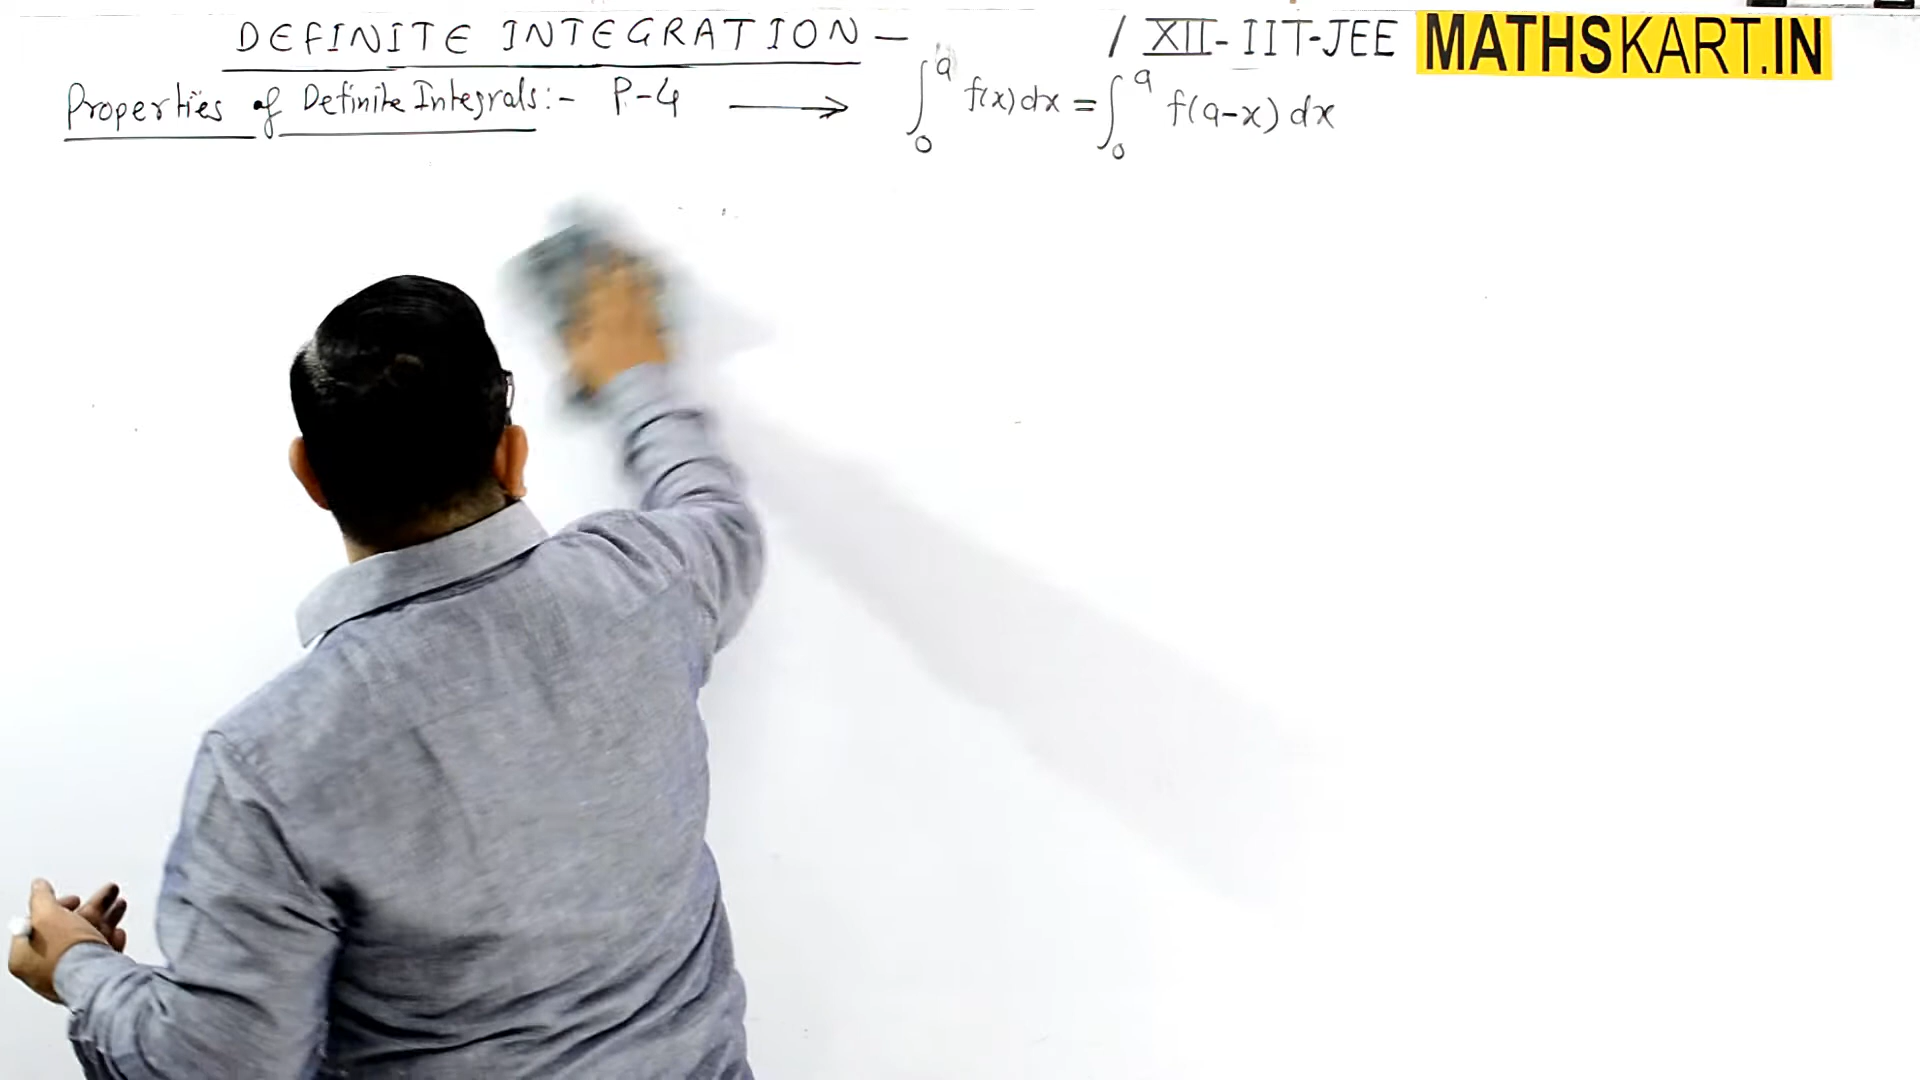 DEFINITE INTEGRATION — / XII-IIT-JEE MATHSKART.IN
Properties of Definite Integrals:- P-4 ⟶ ∫₀ᵃ f(x)dx = ∫₀ᵃ f(a-x) dx